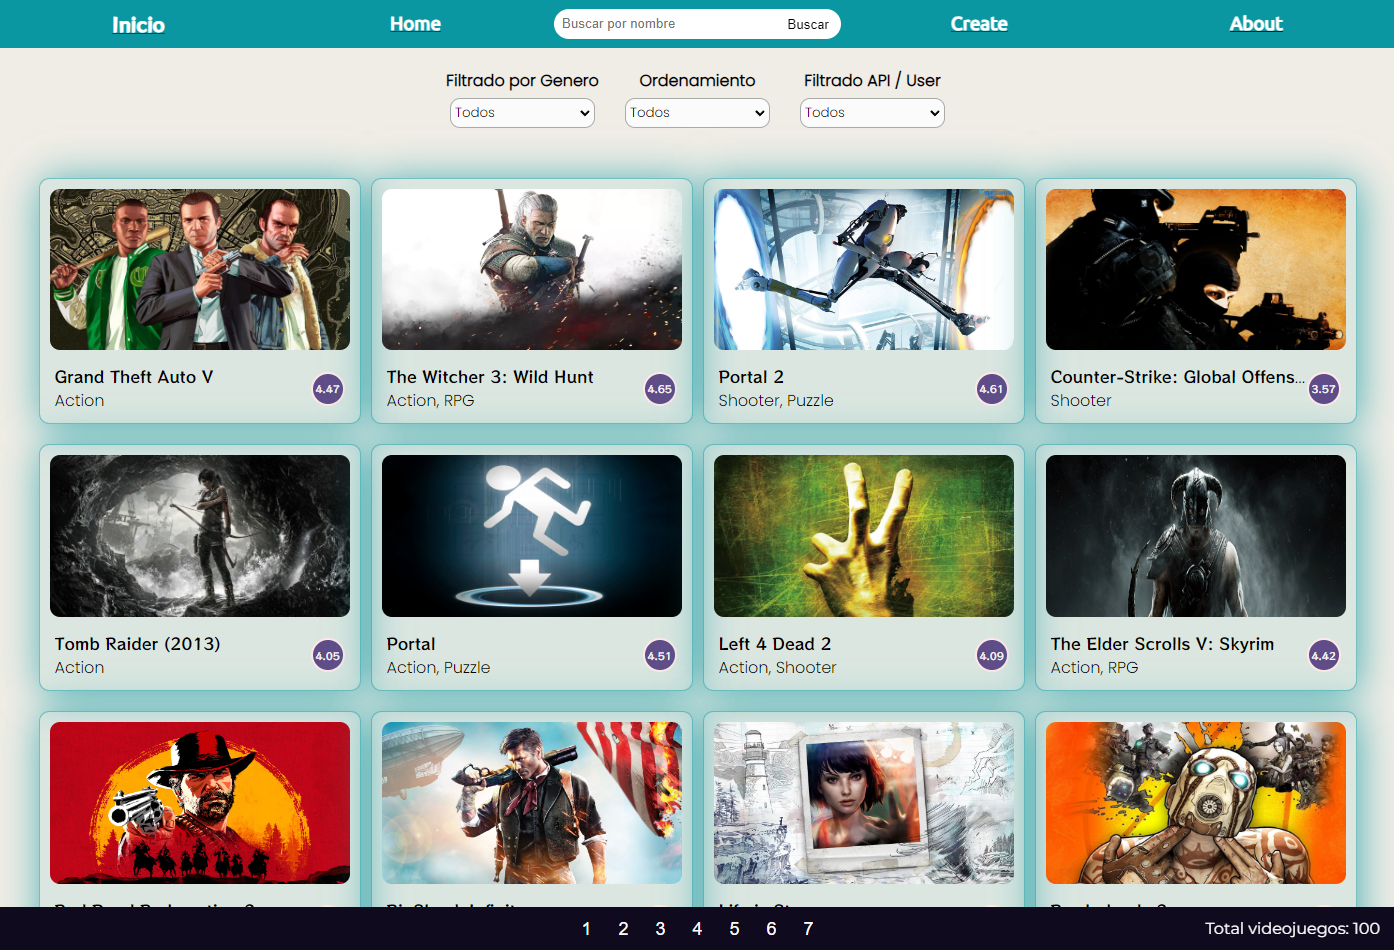 Inicio
Home
Buscar por nombre
Buscar
Create
About
Filtrado por Genero
Ordenamiento
Filtrado API / User
Todos
Todos
Todos
Grand Theft Auto V
Action
4.47
The Witcher 3: Wild Hunt
Action, RPG
4.65
Portal 2
Shooter, Puzzle
4.61
Counter-Strike: Global Offens...
Shooter
3.57
Tomb Raider (2013)
Action
4.05
Portal
Action, Puzzle
4.51
Left 4 Dead 2
Action, Shooter
4.09
The Elder Scrolls V: Skyrim
Action, RPG
4.42
1 2 3 4 5 6 7
Total videojuegos: 100